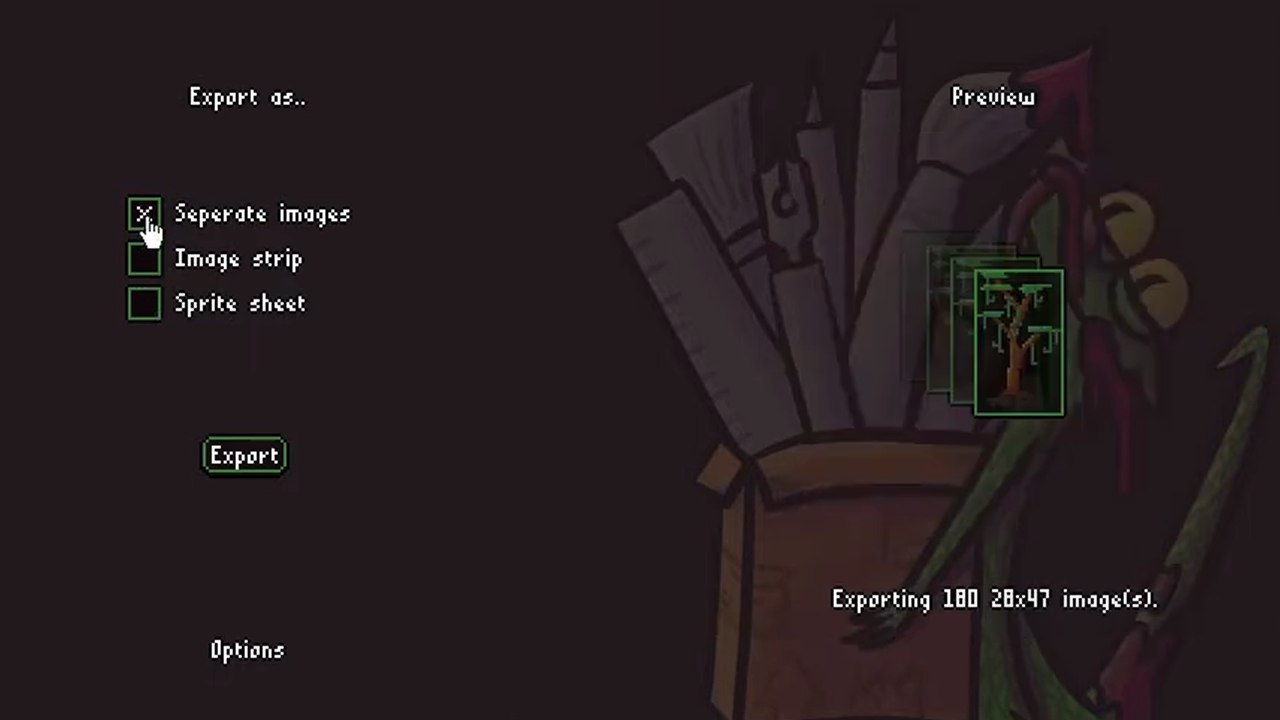 Export as..
Preview
Seperate images
Image strip
Sprite sheet
Export
Exporting 180 28x47 image(s).
Options